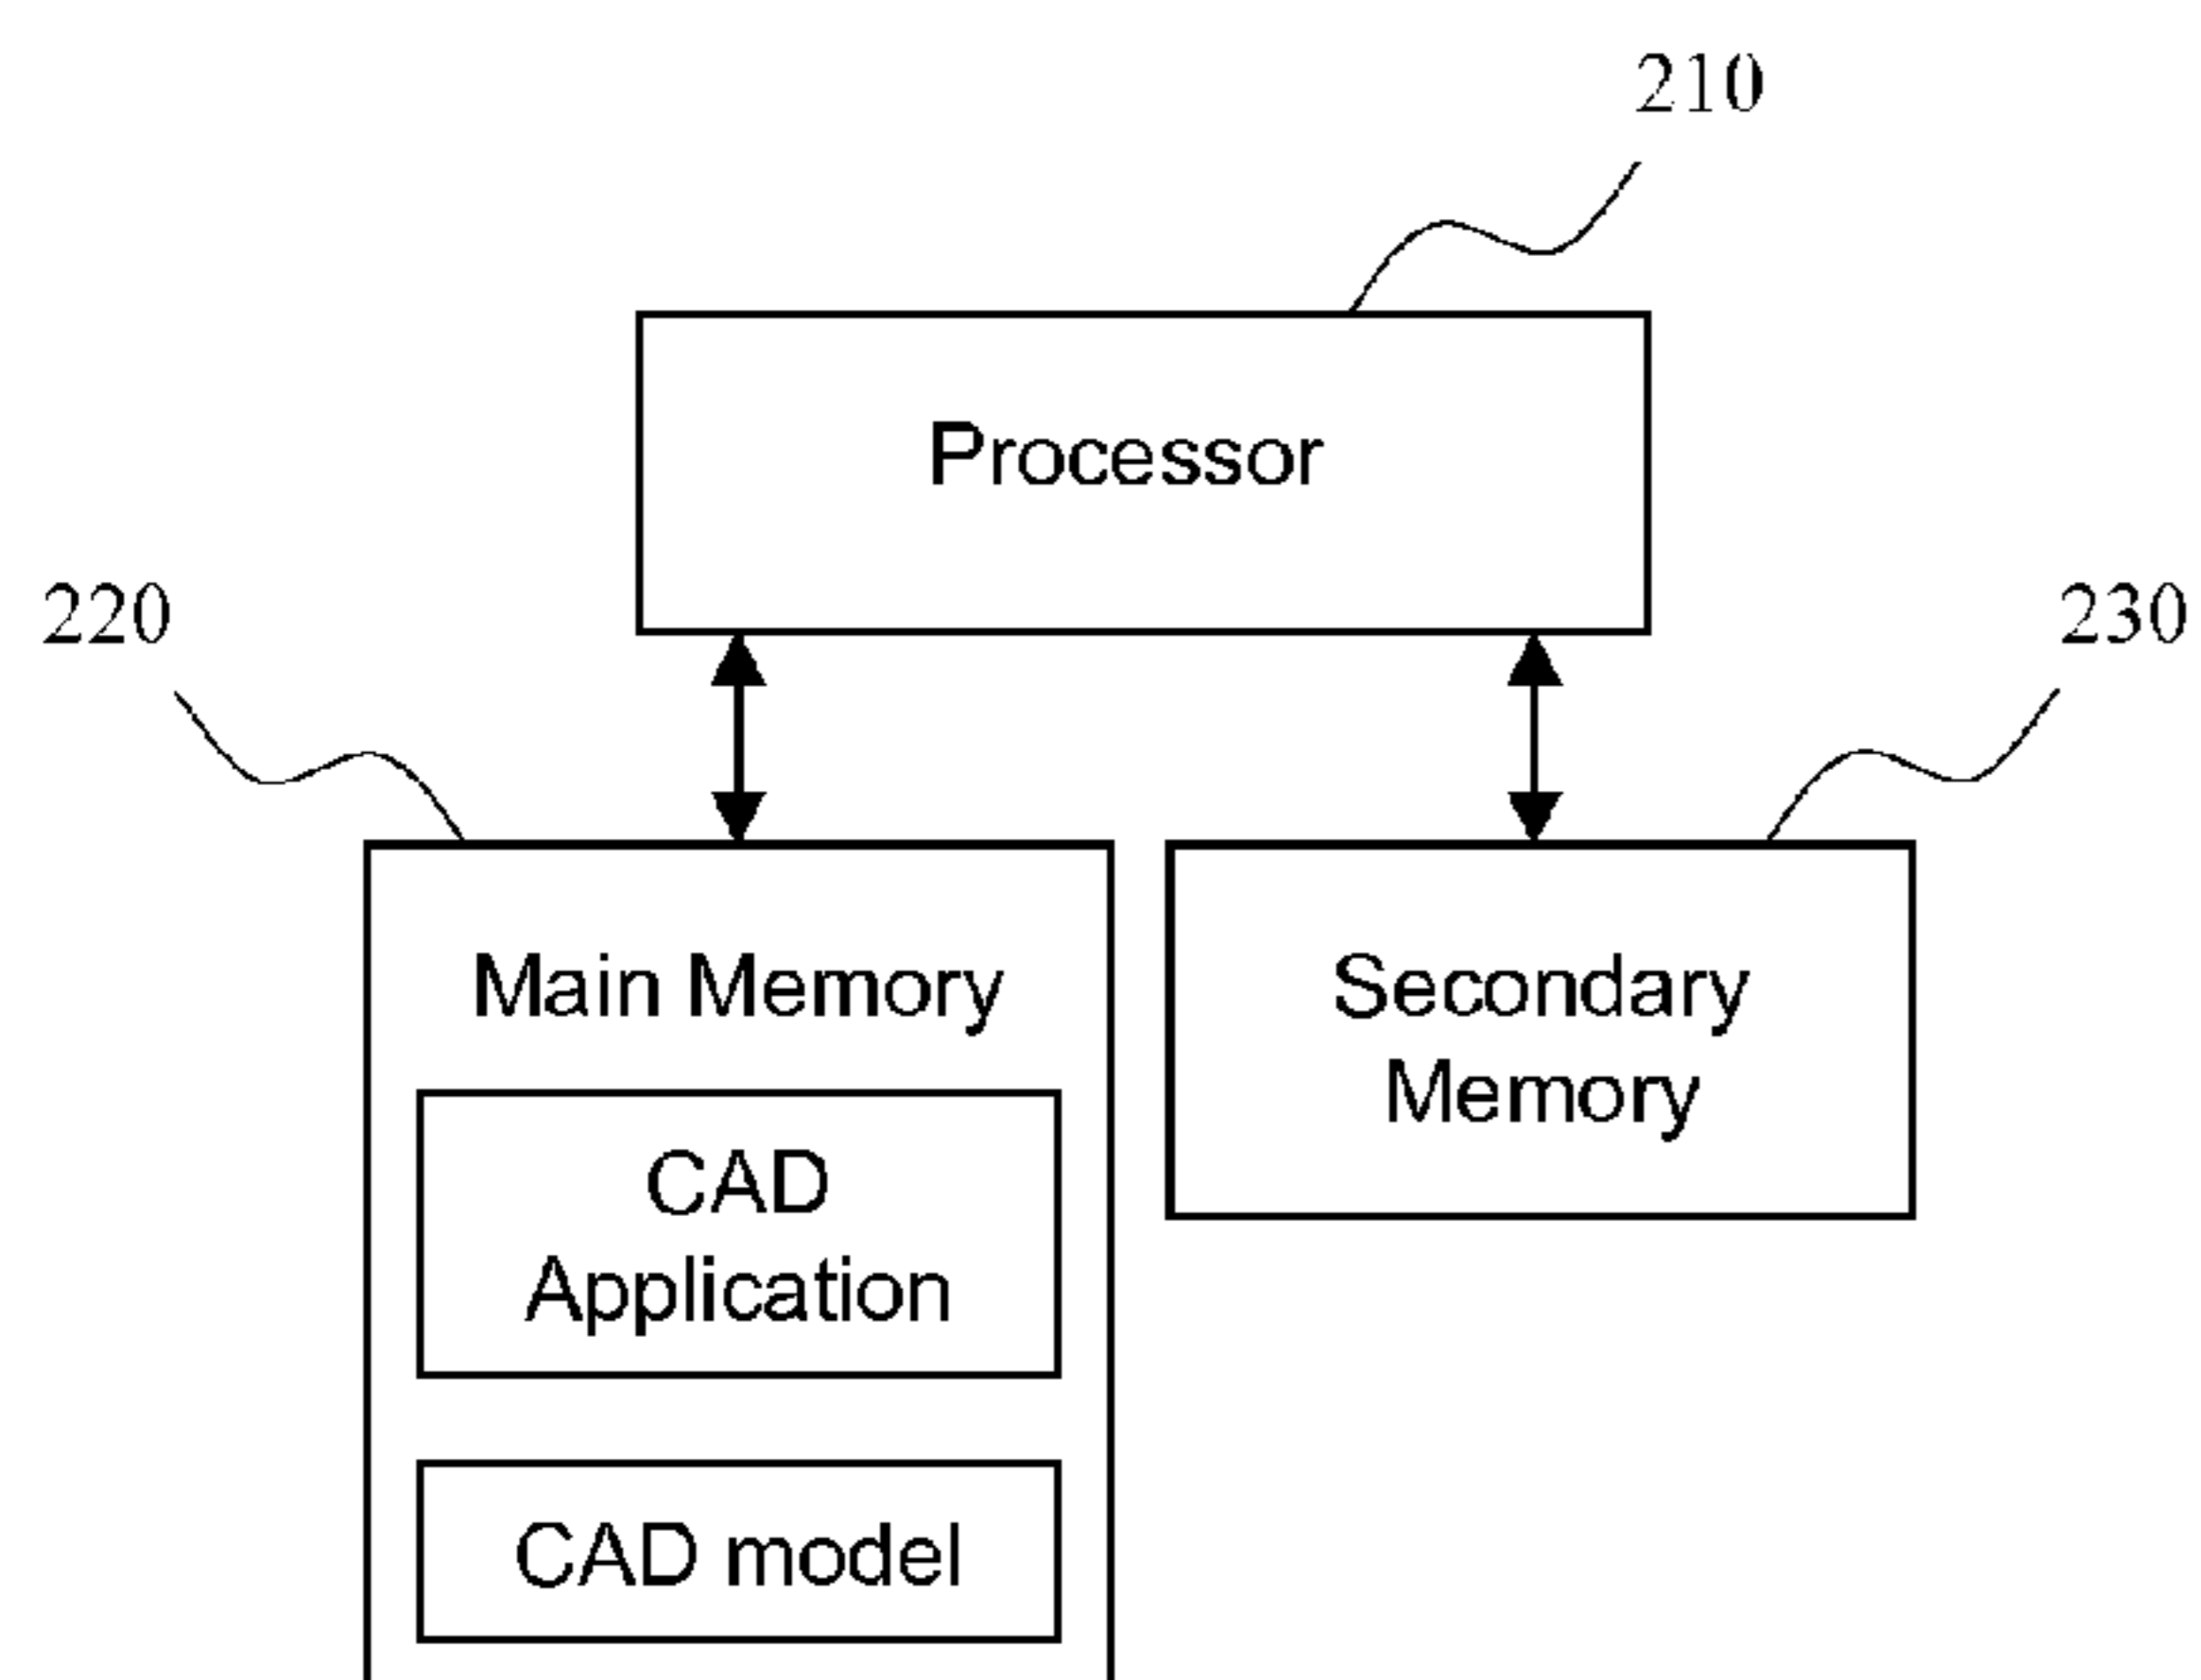 210
Processor
220
230
Main Memory
Secondary
Memory
CAD
Application
CAD model